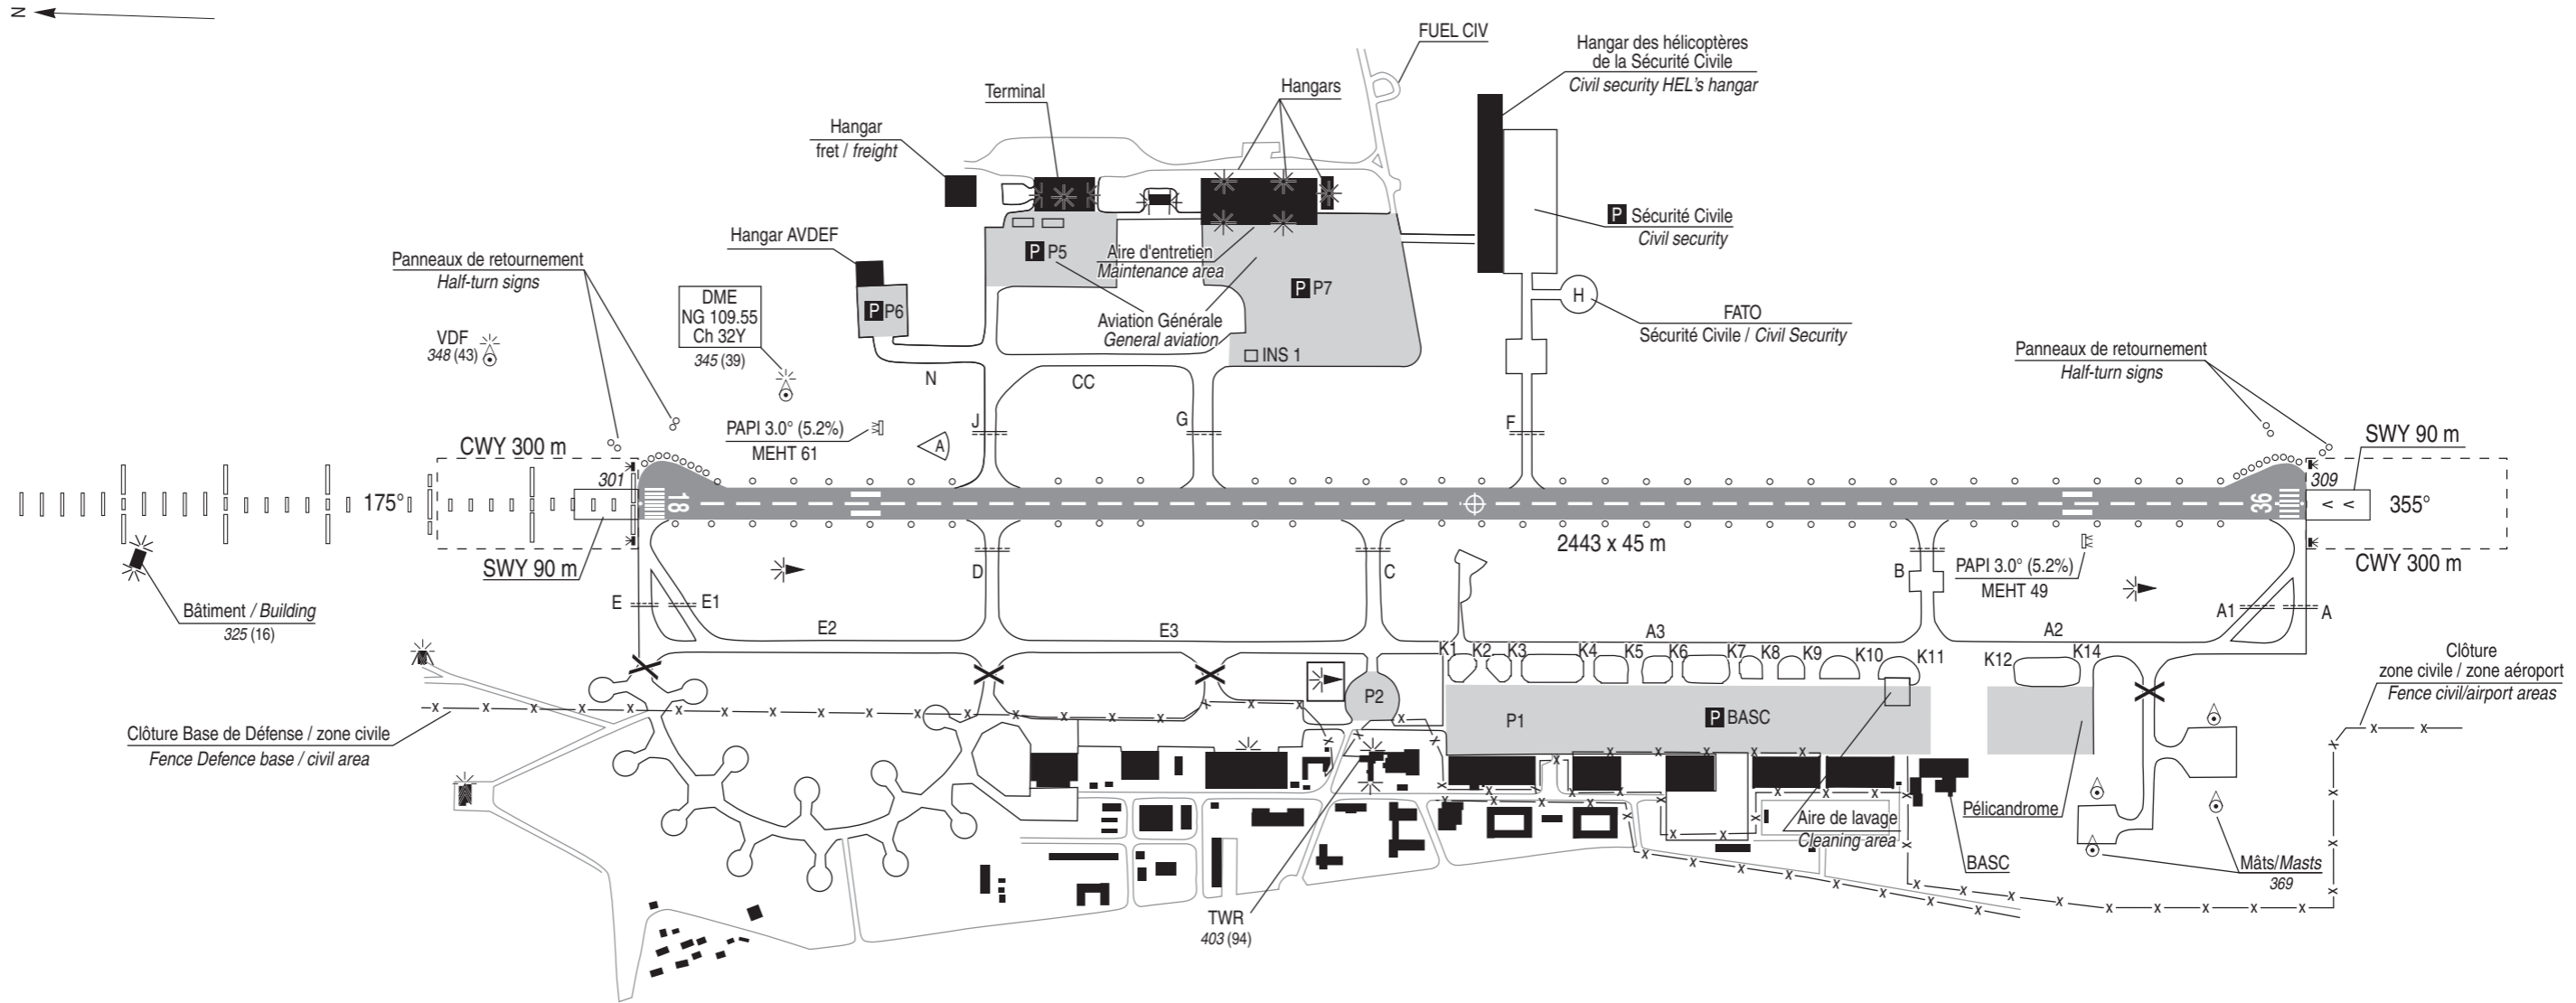 N
FUEL CIV
Hangar des hélicoptères
de la Sécurité Civile
Civil security HEL's hangar
Terminal
Hangars
Hangar
fret / freight
P Sécurité Civile
Civil security
Hangar AVDEF
P P5
Aire d'entretien
Maintenance area
Panneaux de retournement
Half-turn signs
P P7
DME
NG 109.55
Ch 32Y
345 (39)
P P6
H
FATO
Sécurité Civile / Civil Security
Aviation Générale
General aviation
VDF
348 (43)
INS 1
Panneaux de retournement
Half-turn signs
N
CC
J
G
F
PAPI 3.0° (5.2%)
MEHT 61
A
CWY 300 m
SWY 90 m
301
309
175°
18
36
355°
2443 x 45 m
SWY 90 m
D
C
B
PAPI 3.0° (5.2%)
MEHT 49
CWY 300 m
Bâtiment / Building
325 (16)
E
E1
A1
A
E2
E3
A3
A2
K1
K2
K3
K4
K5
K6
K7
K8
K9
K10
K11
K12
K14
Clôture
zone civile / zone aéroport
Fence civil/airport areas
P2
P1
P BASC
Clôture Base de Défense / zone civile
Fence Defence base / civil area
Pélicandrome
Aire de lavage
Cleaning area
BASC
Mâts/Masts
369
TWR
403 (94)